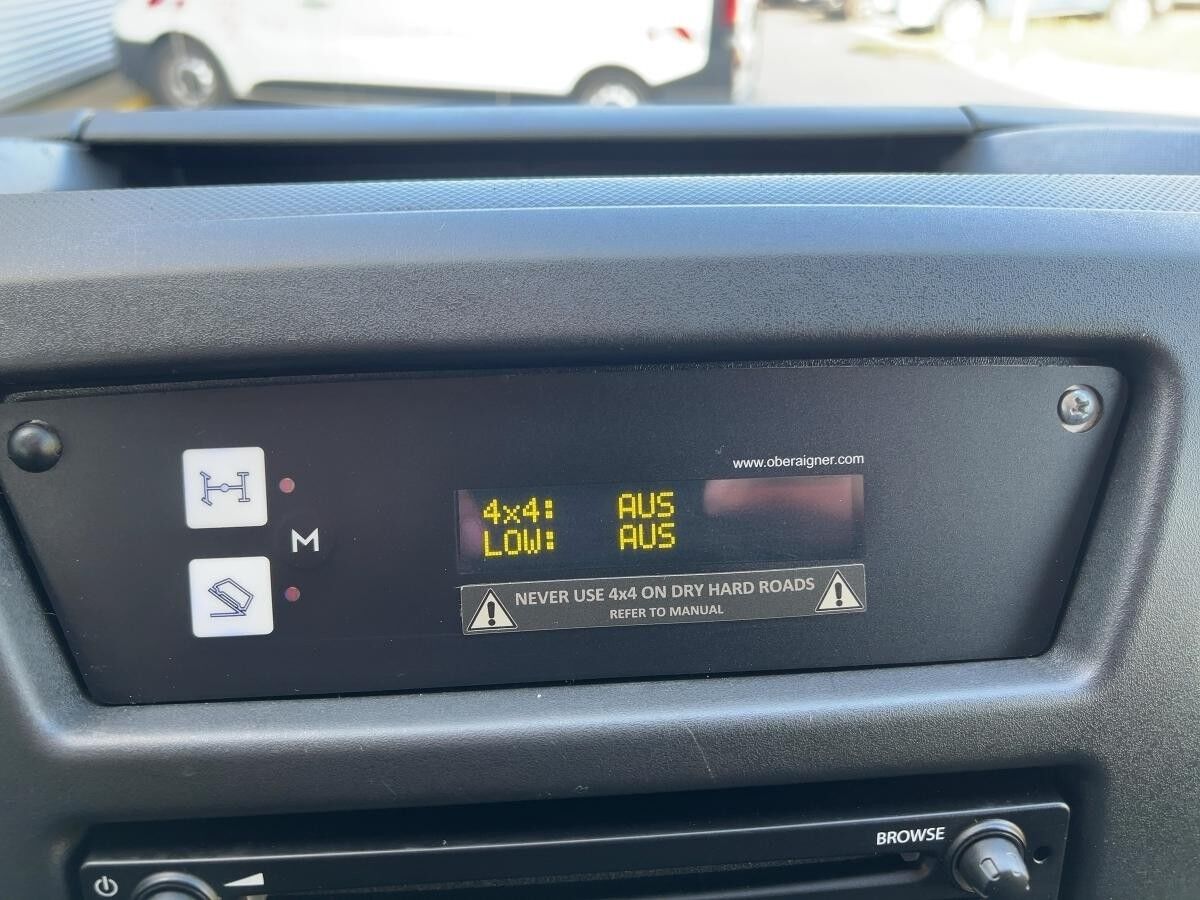 www.oberaigner.com
4x4: AUS
LOW: AUS
M
NEVER USE 4x4 ON DRY HARD ROADS
REFER TO MANUAL
BROWSE